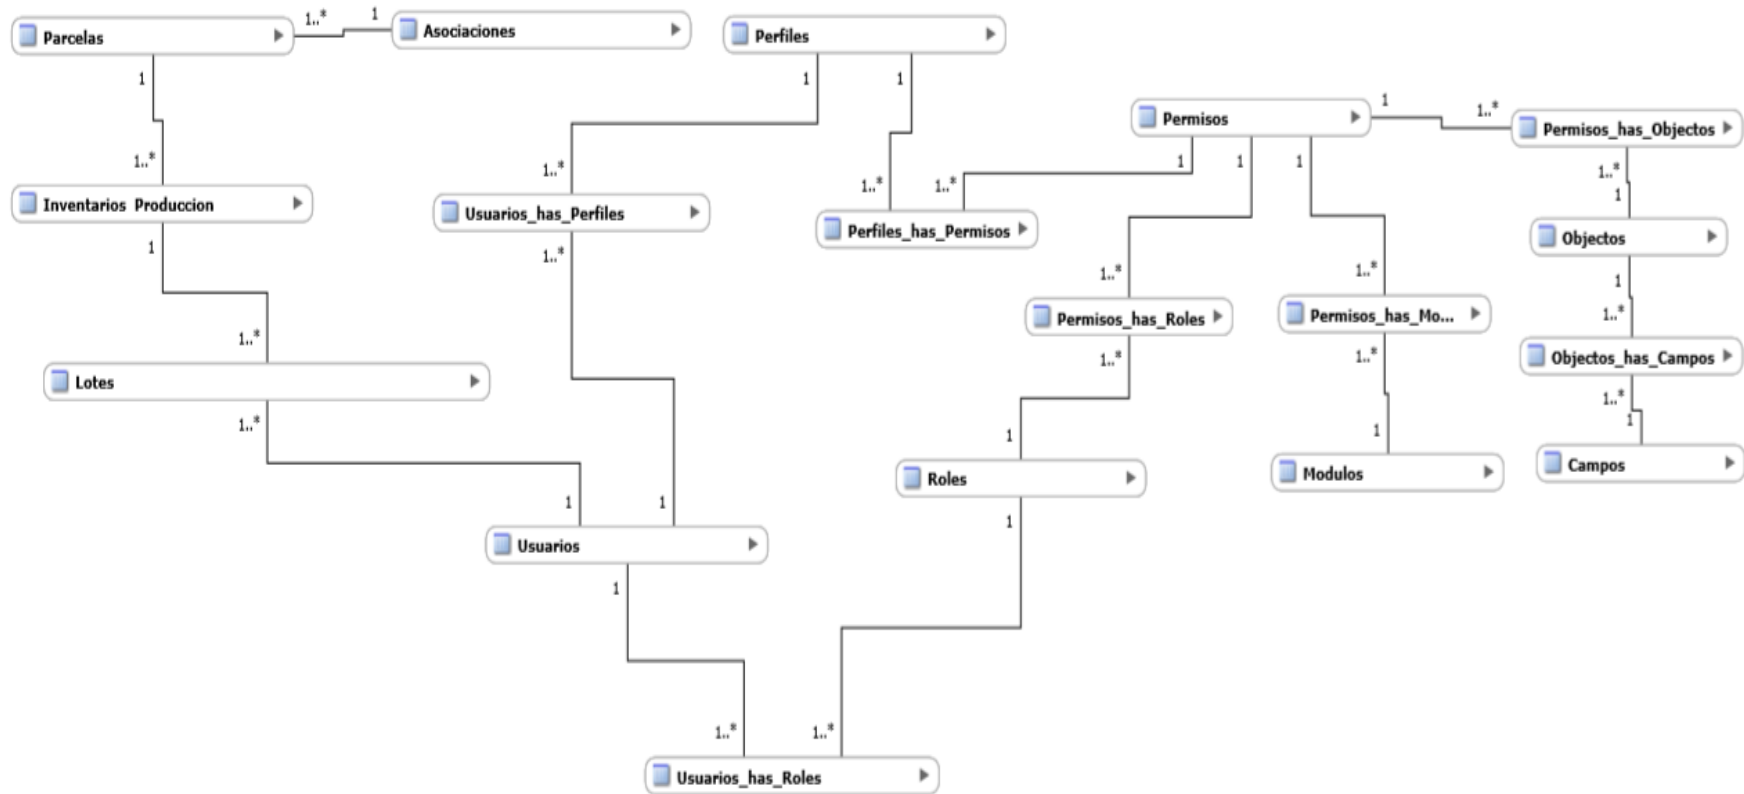 1..*
1
Parcelas
Asociaciones
Perfiles
1
1
1
1
1..*
Permisos
Permisos_has_Objectos
1..*
1..*
1..*
1..*
1
1
1
1..*
1
Inventarios Produccion
Usuarios_has_Perfiles
Perfiles_has_Permisos
Objectos
1
1..*
1..*
1..*
1
1..*
Permisos_has_Roles
Permisos_has_Mo...
1..*
1..*
1..*
Objectos_has_Campos
Lotes
1..*
1..*
1
1
1
Roles
Modulos
Campos
1
1
1
Usuarios
1
1..*
1..*
Usuarios_has_Roles